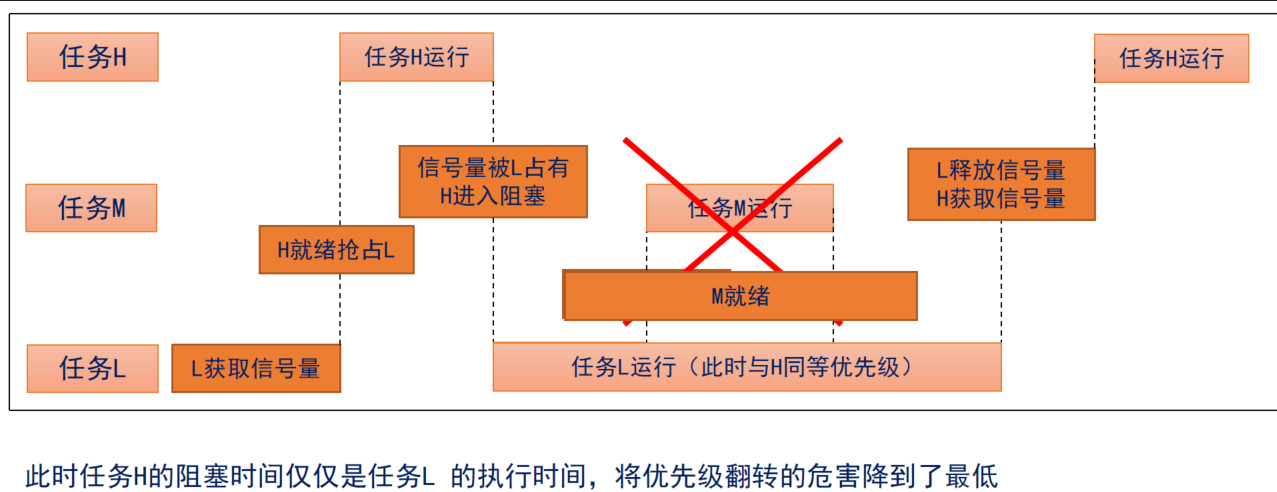 任务H
任务H运行
任务H运行
信号量被L占有
H进入阻塞
L释放信号量
H获取信号量
任务M
任务M运行
H就绪抢占L
M就绪
任务L
L获取信号量
任务L运行（此时与H同等优先级）
此时任务H的阻塞时间仅仅是任务L 的执行时间，将优先级翻转的危害降到了最低